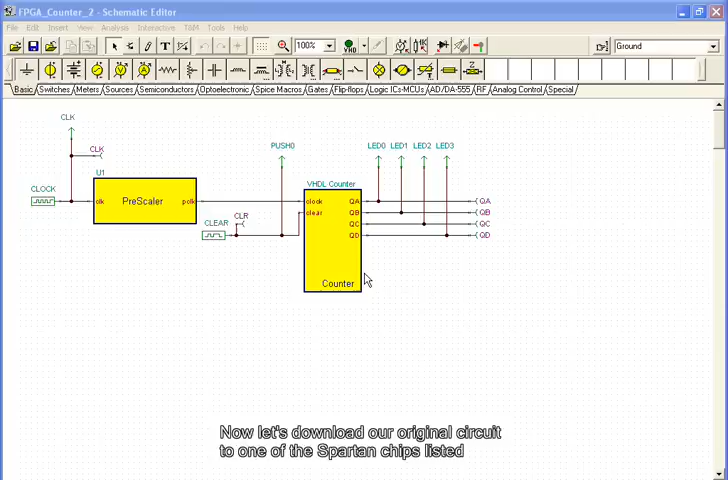 FPGA_Counter_2 - Schematic Editor
File Edit Insert View Analysis Interactive T&M Tools Help
100% VHD Ground
Basic Switches Meters Sources Semiconductors Optoelectronic Spice Macros Gates Flip-flops Logic ICs-MCUs AD/DA-555 RF Analog Control Special
CLK
CLK
PUSH0 LED0 LED1 LED2 LED3
U1
VHDL Counter
CLOCK
clk PreScaler pclk
clock QA QA
clear QB QB
CLEAR CLR
QC QC
QD QD
Counter
Now let's download our original circuit
to one of the Spartan chips listed